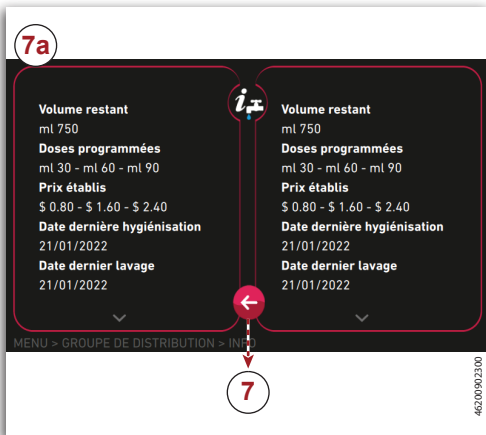 7a
Volume restant
ml 750
Doses programmées
ml 30 - ml 60 - ml 90
Prix établis
$ 0.80 - $ 1.60 - $ 2.40
Date dernière hygiénisation
21/01/2022
Date dernier lavage
21/01/2022
i
Volume restant
ml 750
Doses programmées
ml 30 - ml 60 - ml 90
Prix établis
$ 0.80 - $ 1.60 - $ 2.40
Date dernière hygiénisation
21/01/2022
Date dernier lavage
21/01/2022
MENU > GROUPE DE DISTRIBUTION > INFO
7
46200902300